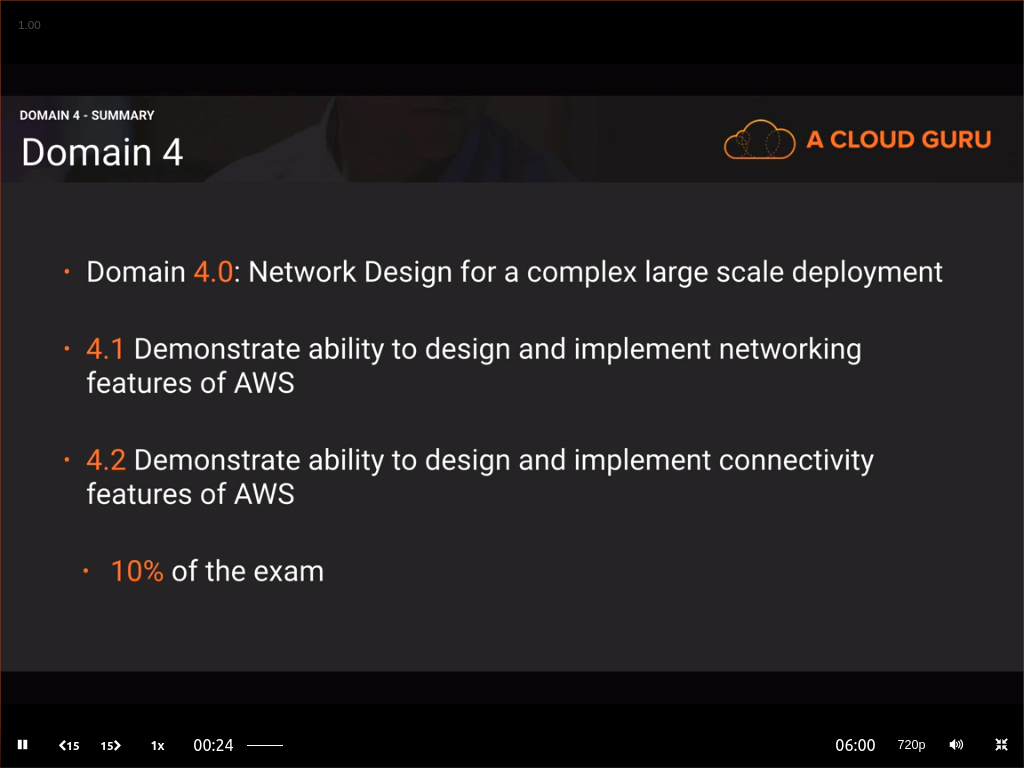 1.00
DOMAIN 4 - SUMMARY
Domain 4
A CLOUD GURU
• Domain 4.0: Network Design for a complex large scale deployment
• 4.1 Demonstrate ability to design and implement networking
features of AWS
• 4.2 Demonstrate ability to design and implement connectivity
features of AWS
• 10% of the exam
15 15 1x 00:24 06:00 720p